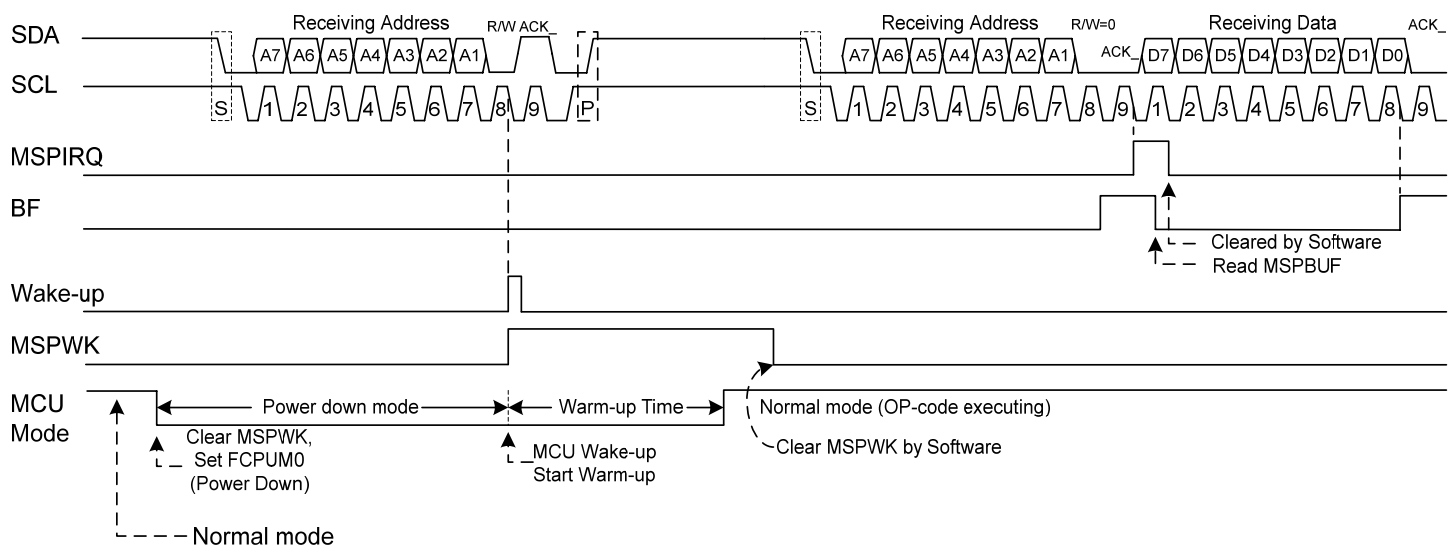 Receiving Address R/W ACK_ Receiving Address R/W=0 Receiving Data ACK_
SDA A7 A6 A5 A4 A3 A2 A1 A7 A6 A5 A4 A3 A2 A1 ACK_ D7 D6 D5 D4 D3 D2 D1 D0
SCL S 1 2 3 4 5 6 7 8 9 P S 1 2 3 4 5 6 7 8 9 1 2 3 4 5 6 7 8 9
MSPIRQ
BF
Cleared by Software
Read MSPBUF
Wake-up
MSPWK
MCU
Mode
Power down mode
Warm-up Time
Normal mode (OP-code executing)
Clear MSPWK,
Set FCPUM0
(Power Down)
MCU Wake-up
Start Warm-up
Clear MSPWK by Software
Normal mode